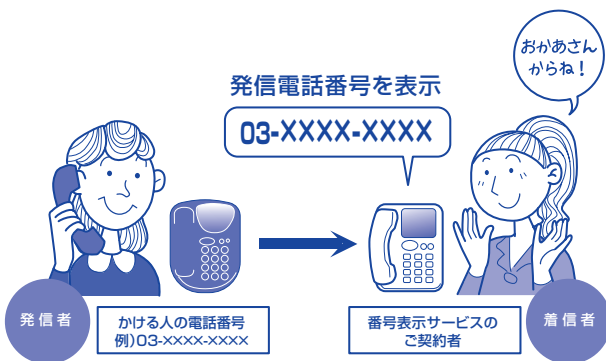 おかあさん
からね！
発信電話番号を表示
03-XXXX-XXXX
発信者
かける人の電話番号
例)03-××××-××××
番号表示サービスの
ご契約者
着信者